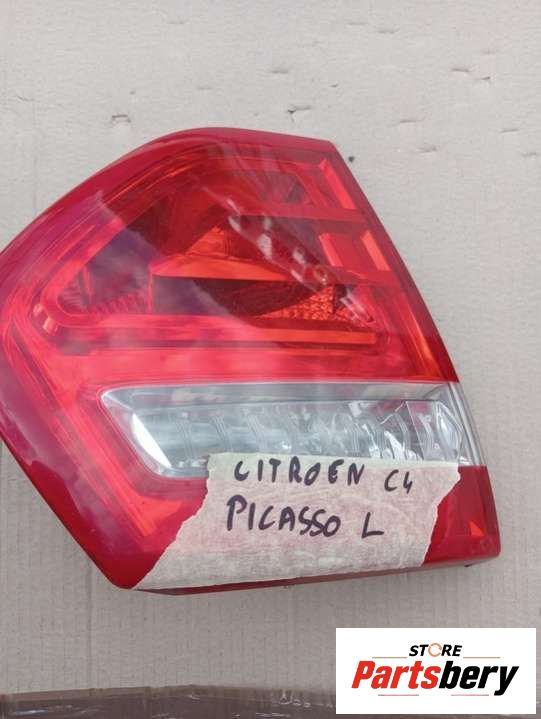 CITROEN C4
PICASSO L
STORE
Partsbery